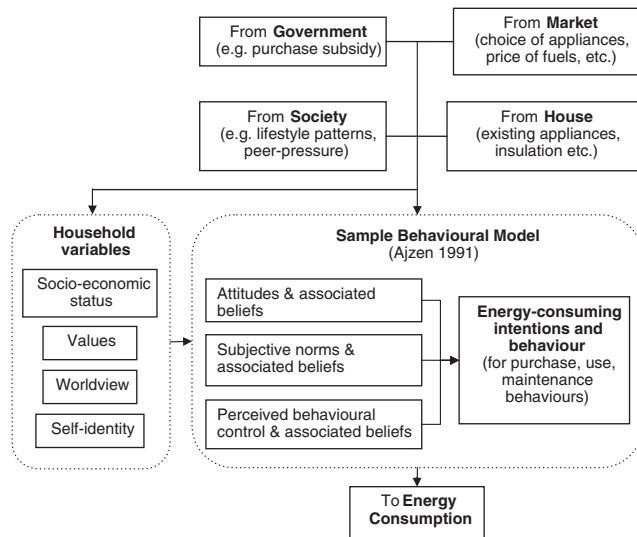 From Government
(e.g. purchase subsidy)
From Market
(choice of appliances,
price of fuels, etc.)
From Society
(e.g. lifestyle patterns,
peer-pressure)
From House
(existing appliances,
insulation etc.)
Household
variables
Socio-economic
status
Values
Worldview
Self-identity
Sample Behavioural Model
(Ajzen 1991)
Attitudes & associated
beliefs
Subjective norms &
associated beliefs
Perceived behavioural
control & associated beliefs
Energy-consuming
intentions and
behaviour
(for purchase, use,
maintenance
behaviours)
To Energy
Consumption